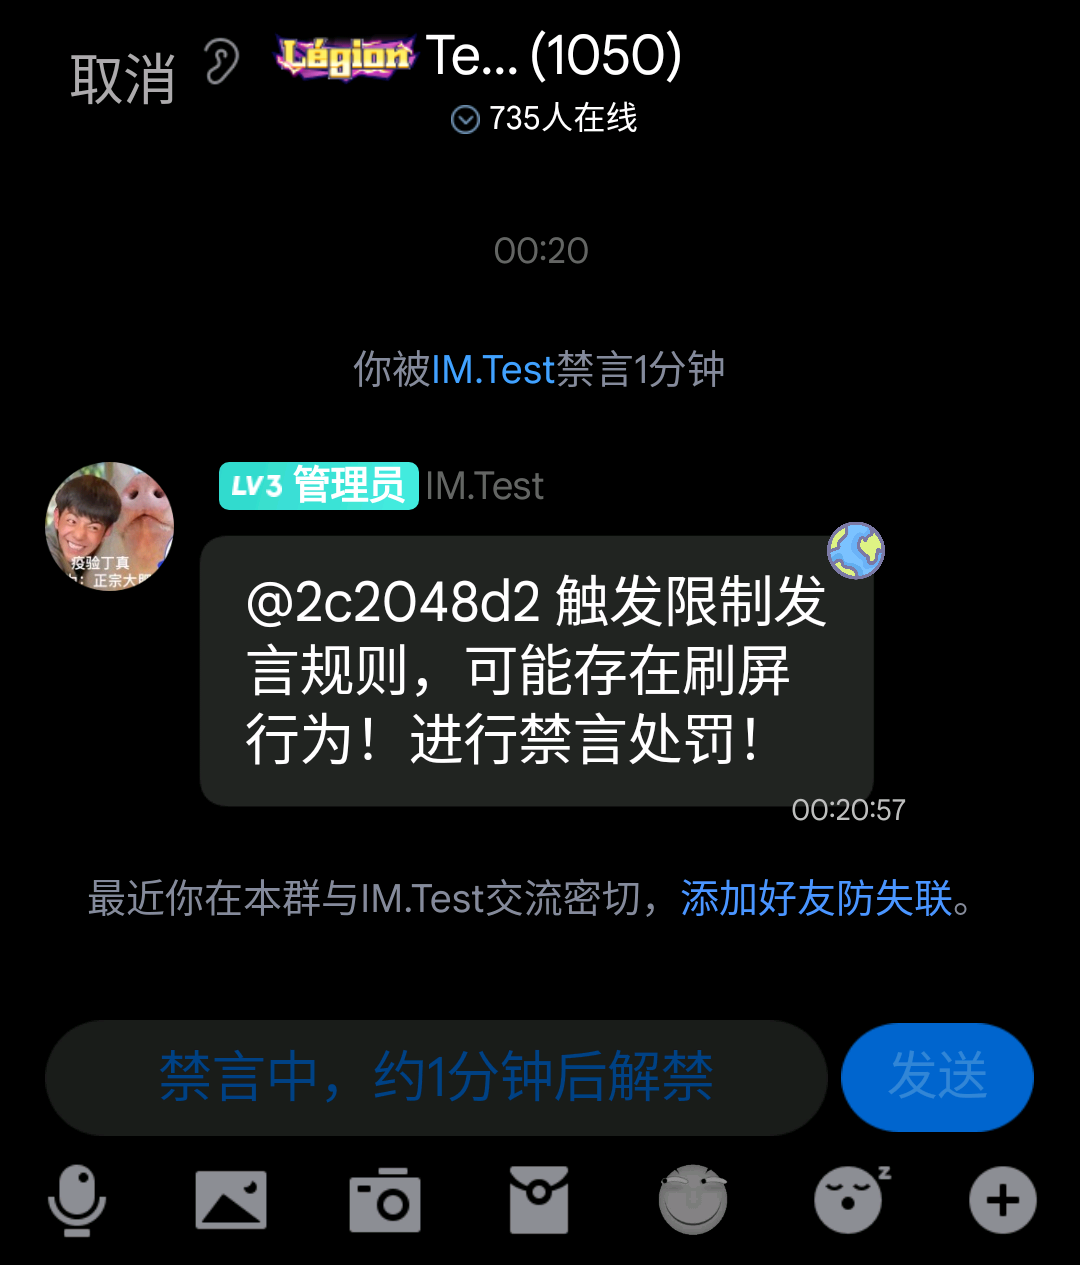 取消 Légion Te... (1050)
735人在线
00:20
你被IM.Test禁言1分钟
LV3 管理员 IM.Test
疫验丁真
正宗大
@2c2048d2 触发限制发
言规则，可能存在刷屏
行为！进行禁言处罚！
00:20:57
最近你在本群与IM.Test交流密切，添加好友防失联。
禁言中，约1分钟后解禁 发送
z